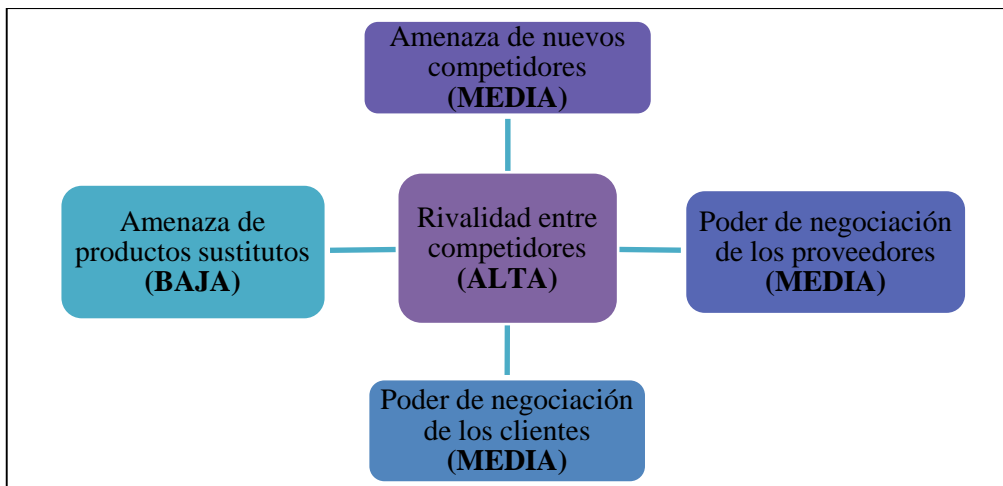 Amenaza de nuevos
competidores
(MEDIA)
Amenaza de
productos sustitutos
(BAJA)
Rivalidad entre
competidores
(ALTA)
Poder de negociación
de los proveedores
(MEDIA)
Poder de negociación
de los clientes
(MEDIA)